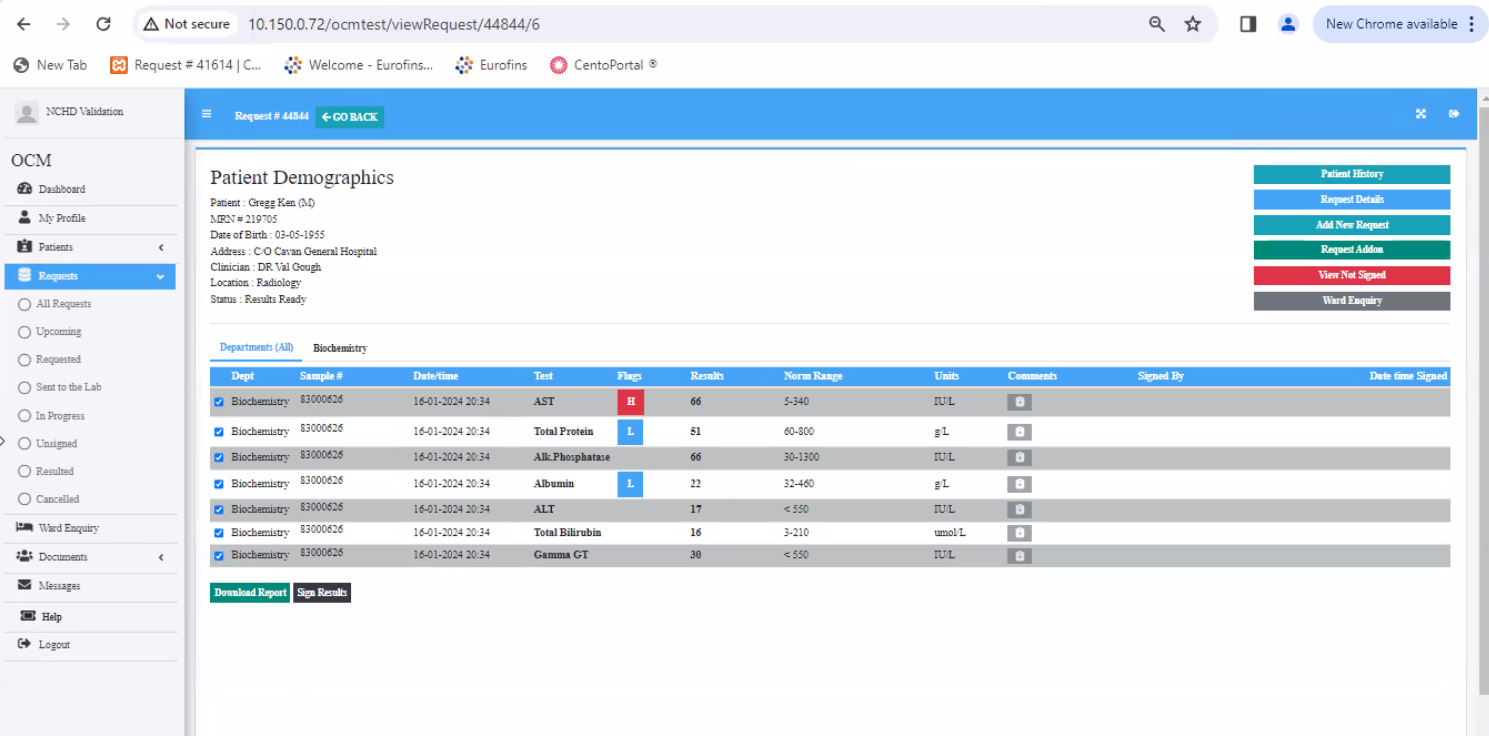 Not secure 10.150.0.72/ocmtest/viewRequest/44844/6 New Chrome available
New Tab Request # 41614 | C... Welcome - Eurofins... Eurofins CentoPortal ®
NCHD Validation
Request # 44844 GO BACK
OCM
Dashboard
My Profile
Patients
Requests
All Requests
Upcoming
Requested
Sent to the Lab
In Progress
Unsigned
Resulted
Cancelled
Ward Enquiry
Documents
Messages
Help
Logout
Patient Demographics
Patient : Gregg Ken (M)
MRN # 219705
Date of Birth : 03-05-1955
Address : C/O Cavan General Hospital
Clinician : DR Val Gough
Location : Radiology
Status : Results Ready
Patient History
Request Details
Add New Request
Request Addon
View Not Signed
Ward Enquiry
Departments (All) Biochemistry
Dept Sample # Date/time Test Flags Results Norm Range Units Comments Signed By Date time Signed
Biochemistry 83000626 16-01-2024 20:34 AST H 66 5-340 IU/L
Biochemistry 83000626 16-01-2024 20:34 Total Protein L 51 60-800 g/L
Biochemistry 83000626 16-01-2024 20:34 Alk.Phosphatase 66 30-1300 IU/L
Biochemistry 83000626 16-01-2024 20:34 Albumin L 22 32-460 g/L
Biochemistry 83000626 16-01-2024 20:34 ALT 17 < 550 IU/L
Biochemistry 83000626 16-01-2024 20:34 Total Bilirubin 16 3-210 umol/L
Biochemistry 83000626 16-01-2024 20:34 Gamma GT 30 < 550 IU/L
Download Report Sign Results